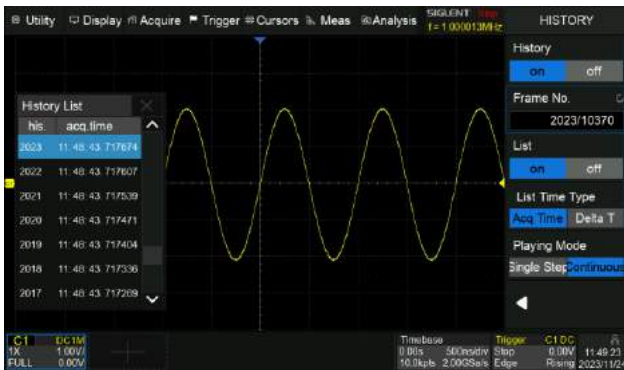 Utility Display Acquire Trigger Cursors Meas Analysis SIGLENT Stop HISTORY
f = 1.000013MHz
History
on off
Frame No.
2023/10370
List
on off
List Time Type
Acq Time Delta T
Playing Mode
Single Step Continuous
History List
his. acq.time
2023 11: 48: 43. 717674
2022 11: 48: 43. 717607
2021 11: 48: 43. 717539
2020 11: 48: 43. 717471
2019 11: 48: 43. 717404
2018 11: 48: 43. 717336
2017 11: 48: 43. 717269
C1 DC1M
1X 1.00V/
FULL 0.00V
Timebase
0.00s 500ns/div
10.0kpts 2.00GSa/s
Trigger C1 DC
Stop 0.00V
Edge Rising
11:49:23
2023/11/24